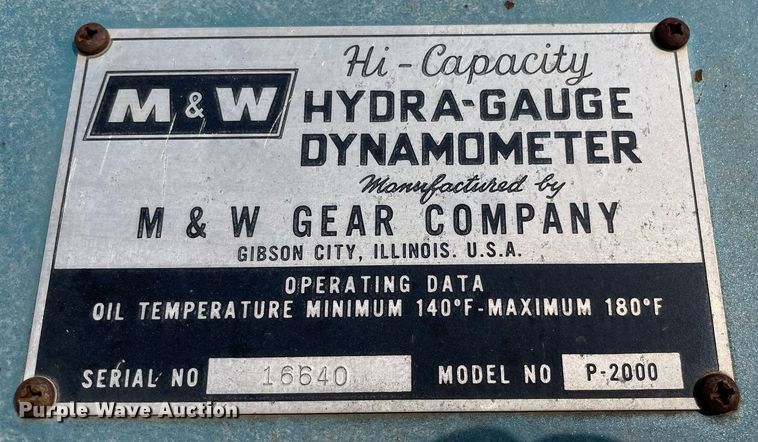 Hi-Capacity
M & W
HYDRA-GAUGE
DYNAMOMETER
Manufactured by
M & W GEAR COMPANY
GIBSON CITY, ILLINOIS. U.S.A.
OPERATING DATA
OIL TEMPERATURE MINIMUM 140°F-MAXIMUM 180°F
SERIAL NO 16640 MODEL NO P-2000
Purple Wave Auction